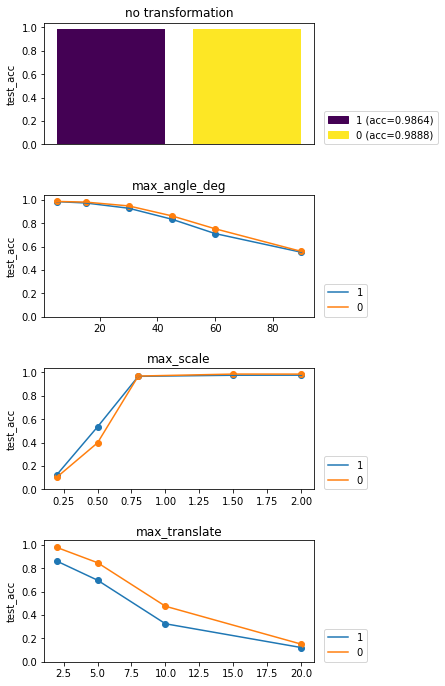 no transformation
1.0
0.8
0.6
0.4
0.2
0.0
test_acc
1 (acc=0.9864)
0 (acc=0.9888)
max_angle_deg
1.0
0.8
0.6
0.4
0.2
0.0
test_acc
20 40 60 80
1
0
max_scale
1.0
0.8
0.6
0.4
0.2
0.0
test_acc
0.25 0.50 0.75 1.00 1.25 1.50 1.75 2.00
1
0
max_translate
1.0
0.8
0.6
0.4
0.2
0.0
test_acc
2.5 5.0 7.5 10.0 12.5 15.0 17.5 20.0
1
0